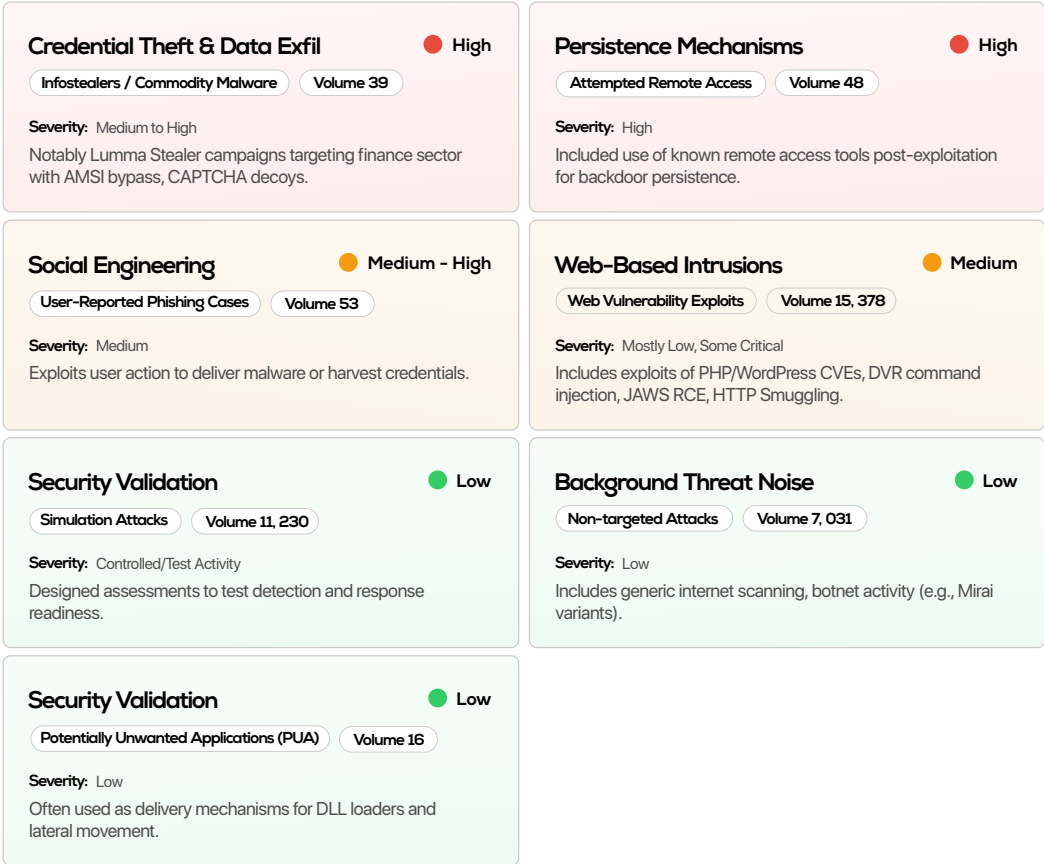 Credential Theft & Data Exfil
High
Infostealers / Commodity Malware
Volume 39
Severity: Medium to High
Notably Lumma Stealer campaigns targeting finance sector
with AMSI bypass, CAPTCHA decoys.
Persistence Mechanisms
High
Attempted Remote Access
Volume 48
Severity: High
Included use of known remote access tools post-exploitation
for backdoor persistence.
Social Engineering
Medium - High
User-Reported Phishing Cases
Volume 53
Severity: Medium
Exploits user action to deliver malware or harvest credentials.
Web-Based Intrusions
Medium
Web Vulnerability Exploits
Volume 15, 378
Severity: Mostly Low, Some Critical
Includes exploits of PHP/WordPress CVEs, DVR command
injection, JAWS RCE, HTTP Smuggling.
Security Validation
Low
Simulation Attacks
Volume 11, 230
Severity: Controlled/Test Activity
Designed assessments to test detection and response
readiness.
Background Threat Noise
Low
Non-targeted Attacks
Volume 7, 031
Severity: Low
Includes generic internet scanning, botnet activity (e.g., Mirai
variants).
Security Validation
Low
Potentially Unwanted Applications (PUA)
Volume 16
Severity: Low
Often used as delivery mechanisms for DLL loaders and
lateral movement.